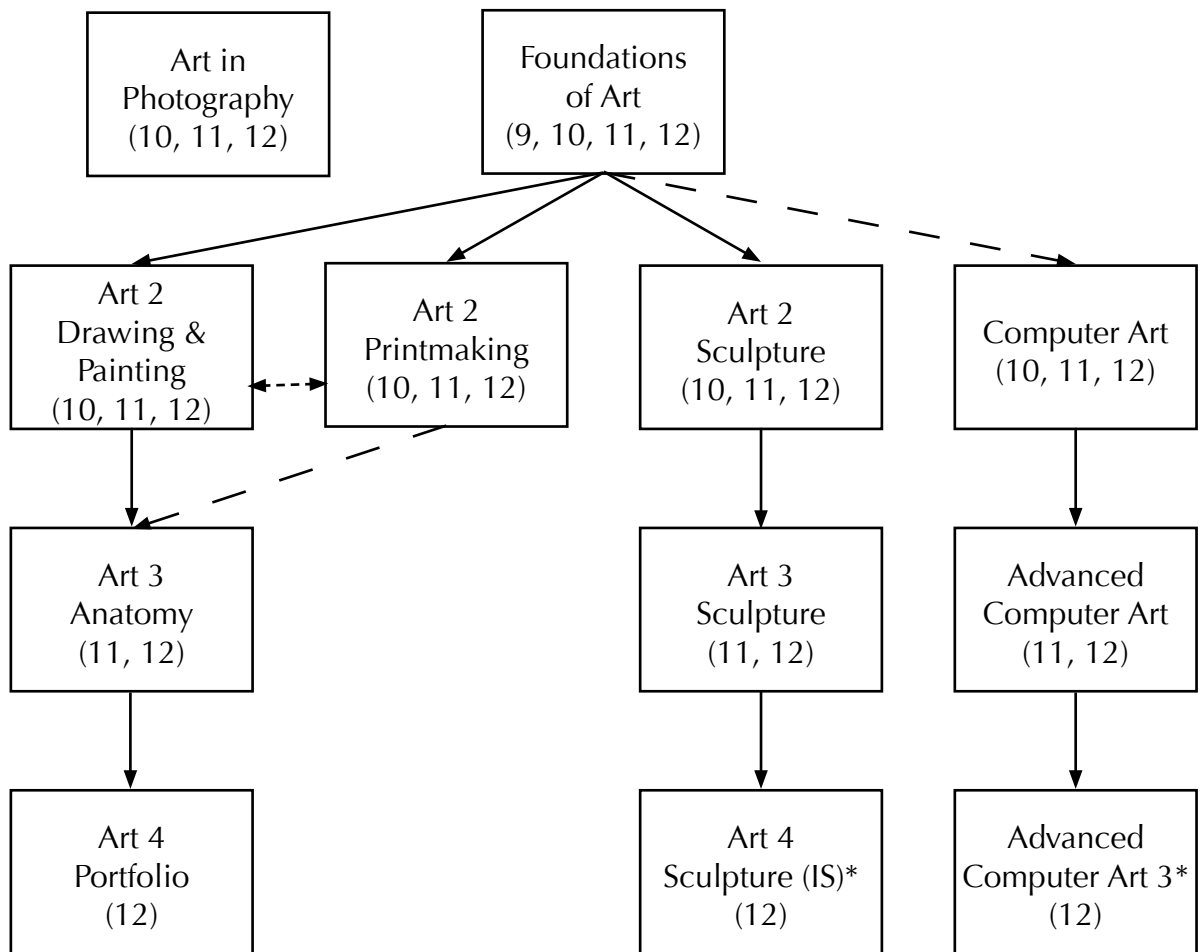 Art in
Photography
(10, 11, 12)
Foundations
of Art
(9, 10, 11, 12)
Art 2
Drawing &
Painting
(10, 11, 12)
Art 2
Printmaking
(10, 11, 12)
Art 2
Sculpture
(10, 11, 12)
Computer Art
(10, 11, 12)
Art 3
Anatomy
(11, 12)
Art 3
Sculpture
(11, 12)
Advanced
Computer Art
(11, 12)
Art 4
Portfolio
(12)
Art 4
Sculpture (IS)*
(12)
Advanced
Computer Art 3*
(12)